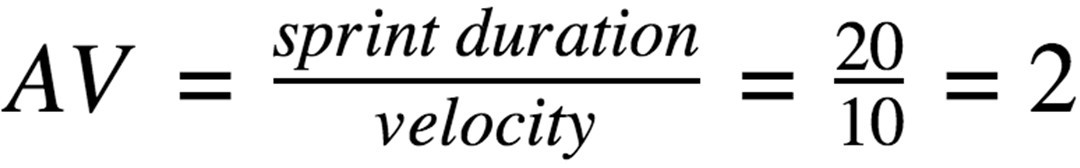 AV = sprint duration / velocity = 20 / 10 = 2